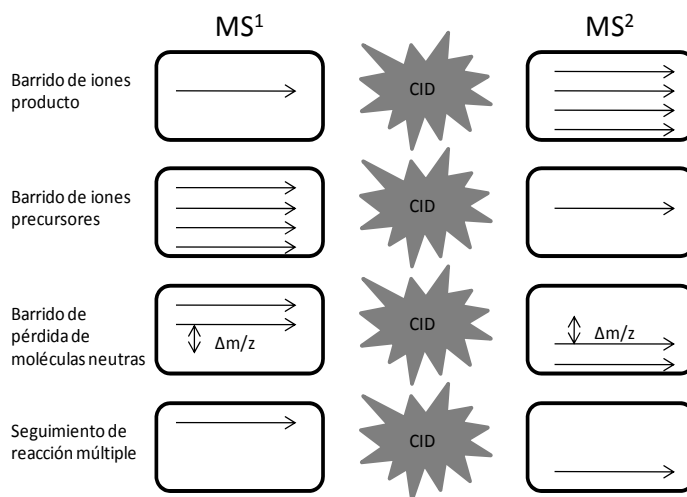 MS¹ MS²
Barrido de iones
producto
CID
Barrido de iones
precursores
CID
Barrido de
pérdida de
moléculas neutras
Δm/z
CID
Δm/z
Seguimiento de
reacción múltiple
CID